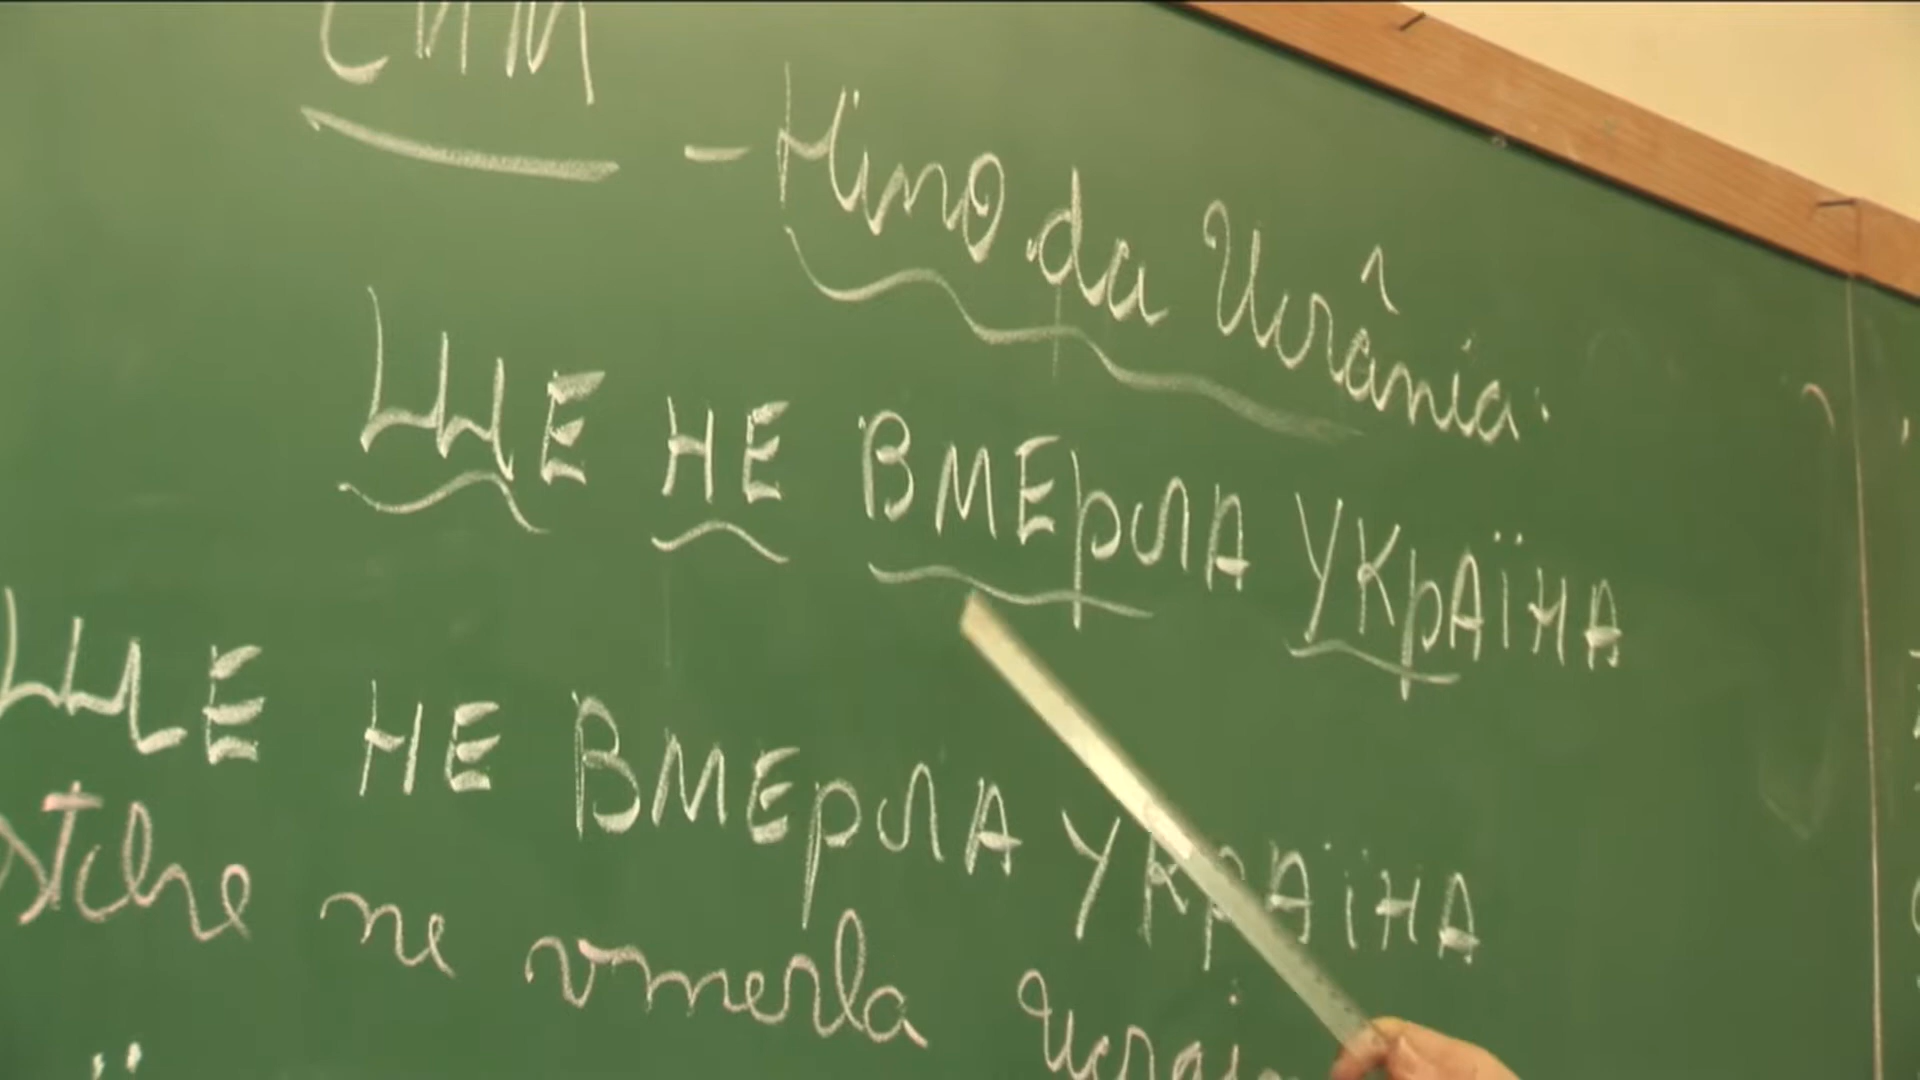 - Hino da Ucrânia.
ЩЕ НЕ ВМЕРЛА УКРАЇНА
ЩЕ НЕ ВМЕРЛА УКРАЇНА
stche ne vmerla